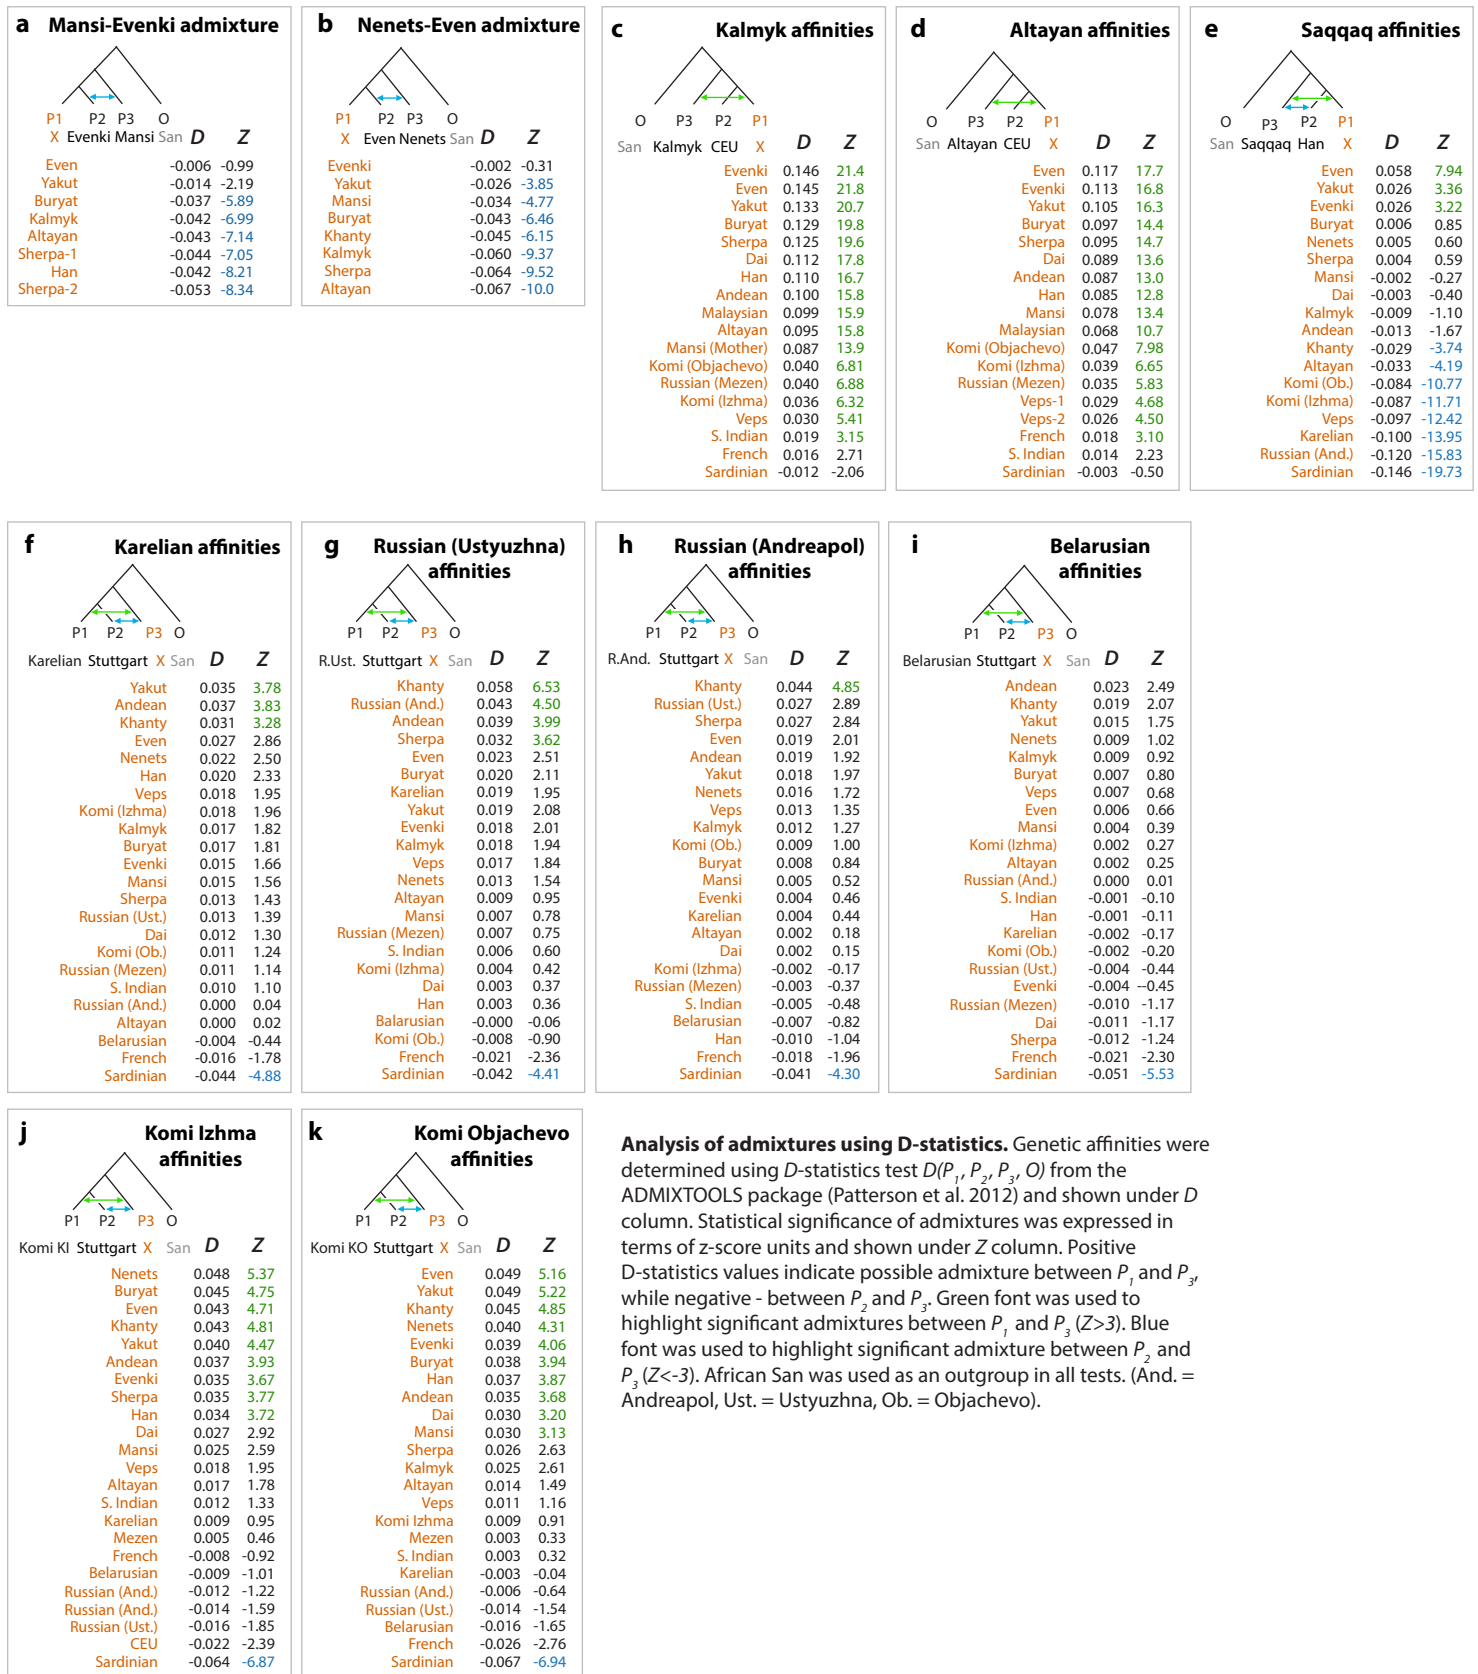 a Mansi-Evenki admixture
P1 P2 P3 O
X Evenki Mansi San D Z
Even -0.006 -0.99
Yakut -0.014 -2.19
Buryat -0.037 -5.89
Kalmyk -0.042 -6.99
Altayan -0.043 -7.14
Sherpa-1 -0.044 -7.05
Han -0.042 -8.21
Sherpa-2 -0.053 -8.34
b Nenets-Even admixture
P1 P2 P3 O
X Even Nenets San D Z
Evenki -0.002 -0.31
Yakut -0.026 -3.85
Mansi -0.034 -4.77
Buryat -0.043 -6.46
Khanty -0.045 -6.15
Kalmyk -0.060 -9.37
Sherpa -0.064 -9.52
Altayan -0.067 -10.0
c Kalmyk affinities
O P3 P2 P1
San Kalmyk CEU X D Z
Evenki 0.146 21.4
Even 0.145 21.8
Yakut 0.133 20.7
Buryat 0.129 19.8
Sherpa 0.125 19.6
Dai 0.112 17.8
Han 0.110 16.7
Andean 0.100 15.8
Malaysian 0.099 15.9
Altayan 0.095 15.8
Mansi (Mother) 0.087 13.9
Komi (Objachevo) 0.040 6.81
Russian (Mezen) 0.040 6.88
Komi (Izhma) 0.036 6.32
Veps 0.030 5.41
S. Indian 0.019 3.15
French 0.016 2.71
Sardinian -0.012 -2.06
d Altayan affinities
O P3 P2 P1
San Altayan CEU X D Z
Even 0.117 17.7
Evenki 0.113 16.8
Yakut 0.105 16.3
Buryat 0.097 14.4
Sherpa 0.095 14.7
Dai 0.089 13.6
Andean 0.087 13.0
Han 0.085 12.8
Mansi 0.078 13.4
Malaysian 0.068 10.7
Komi (Objachevo) 0.047 7.98
Komi (Izhma) 0.039 6.65
Russian (Mezen) 0.035 5.83
Veps-1 0.029 4.68
Veps-2 0.026 4.50
French 0.018 3.10
S. Indian 0.014 2.23
Sardinian -0.003 -0.50
e Saqqaq affinities
O P3 P2 P1
San Saqqaq Han X D Z
Even 0.058 7.94
Yakut 0.026 3.36
Evenki 0.026 3.22
Buryat 0.006 0.85
Nenets 0.005 0.60
Sherpa 0.004 0.59
Mansi -0.002 -0.27
Dai -0.003 -0.40
Kalmyk -0.009 -1.10
Andean -0.013 -1.67
Khanty -0.029 -3.74
Altayan -0.033 -4.19
Komi (Ob.) -0.084 -10.77
Komi (Izhma) -0.087 -11.71
Veps -0.097 -12.42
Karelian -0.100 -13.95
Russian (And.) -0.120 -15.83
Sardinian -0.146 -19.73
f Karelian affinities
P1 P2 P3 O
Karelian Stuttgart X San D Z
Yakut 0.035 3.78
Andean 0.037 3.83
Khanty 0.031 3.28
Even 0.027 2.86
Nenets 0.022 2.50
Han 0.020 2.33
Veps 0.018 1.95
Komi (Izhma) 0.018 1.96
Kalmyk 0.017 1.82
Buryat 0.017 1.81
Evenki 0.015 1.66
Mansi 0.015 1.56
Sherpa 0.013 1.43
Russian (Ust.) 0.013 1.39
Dai 0.012 1.30
Komi (Ob.) 0.011 1.24
Russian (Mezen) 0.011 1.14
S. Indian 0.010 1.10
Russian (And.) 0.000 0.04
Altayan 0.000 0.02
Belarusian -0.004 -0.44
French -0.016 -1.78
Sardinian -0.044 -4.88
g Russian (Ustyuzhna)
affinities
P1 P2 P3 O
R.Ust. Stuttgart X San D Z
Khanty 0.058 6.53
Russian (And.) 0.043 4.50
Andean 0.039 3.99
Sherpa 0.032 3.62
Even 0.023 2.51
Buryat 0.020 2.11
Karelian 0.019 1.95
Yakut 0.019 2.08
Evenki 0.018 2.01
Kalmyk 0.018 1.94
Veps 0.017 1.84
Nenets 0.013 1.54
Altayan 0.009 0.95
Mansi 0.007 0.78
Russian (Mezen) 0.007 0.75
S. Indian 0.006 0.60
Komi (Izhma) 0.004 0.42
Dai 0.003 0.37
Han 0.003 0.36
Balarusian -0.000 -0.06
Komi (Ob.) -0.008 -0.90
French -0.021 -2.36
Sardinian -0.042 -4.41
h Russian (Andreapol)
affinities
P1 P2 P3 O
R.And. Stuttgart X San D Z
Khanty 0.044 4.85
Russian (Ust.) 0.027 2.89
Sherpa 0.027 2.84
Even 0.019 2.01
Andean 0.019 1.92
Yakut 0.018 1.97
Nenets 0.016 1.72
Veps 0.013 1.35
Kalmyk 0.012 1.27
Komi (Ob.) 0.009 1.00
Buryat 0.008 0.84
Mansi 0.005 0.52
Evenki 0.004 0.46
Karelian 0.004 0.44
Altayan 0.002 0.18
Dai 0.002 0.15
Komi (Izhma) -0.002 -0.17
Russian (Mezen) -0.003 -0.37
S. Indian -0.005 -0.48
Belarusian -0.007 -0.82
Han -0.010 -1.04
French -0.018 -1.96
Sardinian -0.041 -4.30
i Belarusian
affinities
P1 P2 P3 O
Belarusian Stuttgart X San D Z
Andean 0.023 2.49
Khanty 0.019 2.07
Yakut 0.015 1.75
Nenets 0.009 1.02
Kalmyk 0.009 0.92
Buryat 0.007 0.80
Veps 0.007 0.68
Even 0.006 0.66
Mansi 0.004 0.39
Komi (Izhma) 0.002 0.27
Altayan 0.002 0.25
Russian (And.) 0.000 0.01
S. Indian -0.001 -0.10
Han -0.001 -0.11
Karelian -0.002 -0.17
Komi (Ob.) -0.002 -0.20
Russian (Ust.) -0.004 -0.44
Evenki -0.004 --0.45
Russian (Mezen) -0.010 -1.17
Dai -0.011 -1.17
Sherpa -0.012 -1.24
French -0.021 -2.30
Sardinian -0.051 -5.53
j Komi Izhma
affinities
P1 P2 P3 O
Komi KI Stuttgart X San D Z
Nenets 0.048 5.37
Buryat 0.045 4.75
Even 0.043 4.71
Khanty 0.043 4.81
Yakut 0.040 4.47
Andean 0.037 3.93
Evenki 0.035 3.67
Sherpa 0.035 3.77
Han 0.034 3.72
Dai 0.027 2.92
Mansi 0.025 2.59
Veps 0.018 1.95
Altayan 0.017 1.78
S. Indian 0.012 1.33
Karelian 0.009 0.95
Mezen 0.005 0.46
French -0.008 -0.92
Belarusian -0.009 -1.01
Russian (And.) -0.012 -1.22
Russian (And.) -0.014 -1.59
Russian (Ust.) -0.016 -1.85
CEU -0.022 -2.39
Sardinian -0.064 -6.87
k Komi Objachevo
affinities
P1 P2 P3 O
Komi KO Stuttgart X San D Z
Even 0.049 5.16
Yakut 0.049 5.22
Khanty 0.045 4.85
Nenets 0.040 4.31
Evenki 0.039 4.06
Buryat 0.038 3.94
Han 0.037 3.87
Andean 0.035 3.68
Dai 0.030 3.20
Mansi 0.030 3.13
Sherpa 0.026 2.63
Kalmyk 0.025 2.61
Altayan 0.014 1.49
Veps 0.011 1.16
Komi Izhma 0.009 0.91
Mezen 0.003 0.33
S. Indian 0.003 0.32
Karelian -0.003 -0.04
Russian (And.) -0.006 -0.64
Russian (Ust.) -0.014 -1.54
Belarusian -0.016 -1.65
French -0.026 -2.76
Sardinian -0.067 -6.94
Analysis of admixtures using D-statistics. Genetic affinities were
determined using D-statistics test D(P1, P2, P3, O) from the
ADMIXTOOLS package (Patterson et al. 2012) and shown under D
column. Statistical significance of admixtures was expressed in
terms of z-score units and shown under Z column. Positive
D-statistics values indicate possible admixture between P1 and P3,
while negative - between P2 and P3. Green font was used to
highlight significant admixtures between P1 and P3 (Z>3). Blue
font was used to highlight significant admixture between P2 and
P3 (Z<-3). African San was used as an outgroup in all tests. (And. =
Andreapol, Ust. = Ustyuzhna, Ob. = Objachevo).